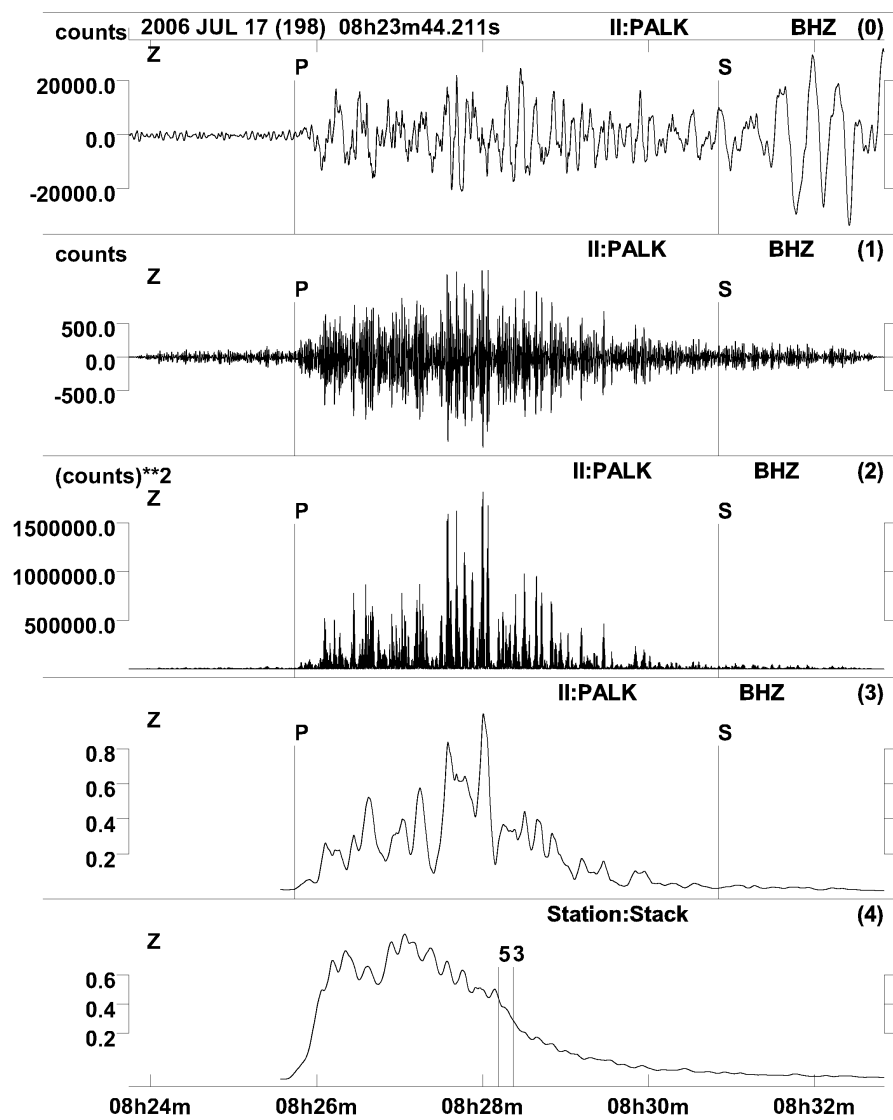 counts 2006 JUL 17 (198) 08h23m44.211s II:PALK BHZ (0)
Z
P S
20000.0
0.0
-20000.0
counts II:PALK BHZ (1)
Z
P S
500.0
0.0
-500.0
(counts)**2 II:PALK BHZ (2)
Z
P S
1500000.0
1000000.0
500000.0
II:PALK BHZ (3)
Z
P S
0.8
0.6
0.4
0.2
Station:Stack (4)
Z
53
0.6
0.4
0.2
08h24m 08h26m 08h28m 08h30m 08h32m